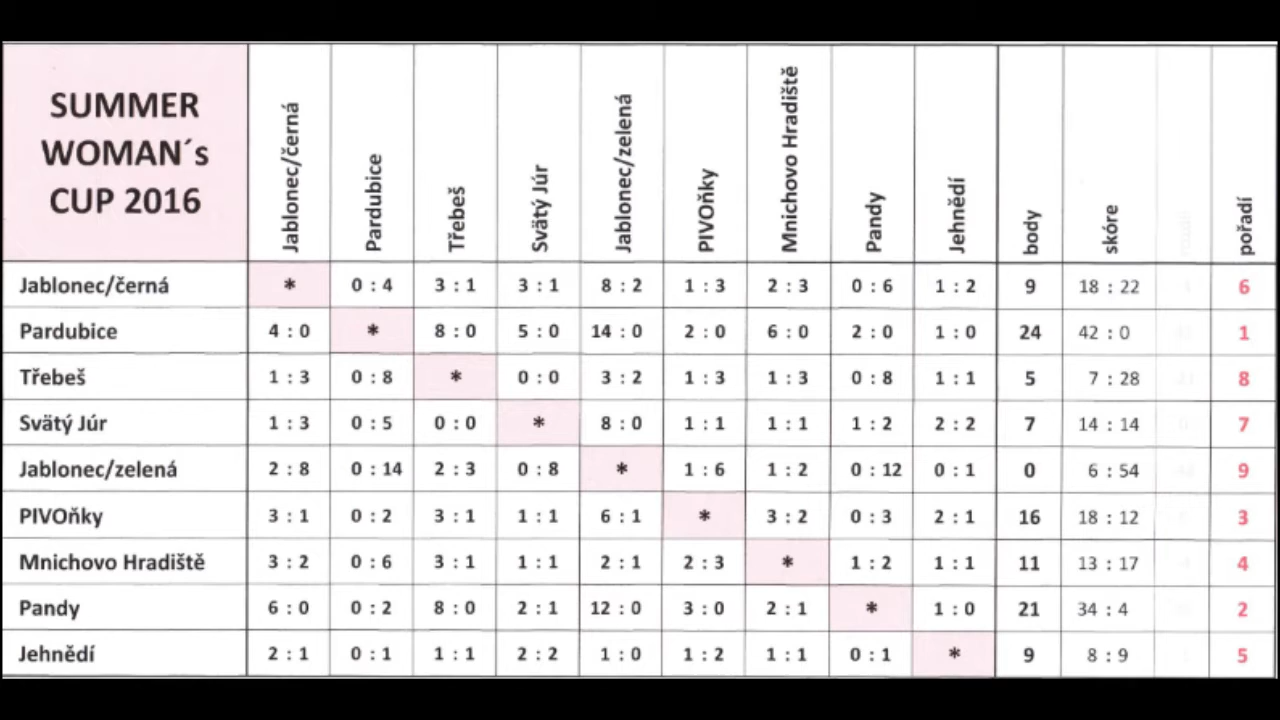 SUMMER
WOMAN´s
CUP 2016
Jablonec/černá Pardubice Třebeš Svätý Júr Jablonec/zelená PIVOňky Mnichovo Hradiště Pandy Jehnědí body skóre pořadí
Jablonec/černá * 0 : 4 3 : 1 3 : 1 8 : 2 1 : 3 2 : 3 0 : 6 1 : 2 9 18 : 22 6
Pardubice 4 : 0 * 8 : 0 5 : 0 14 : 0 2 : 0 6 : 0 2 : 0 1 : 0 24 42 : 0 1
Třebeš 1 : 3 0 : 8 * 0 : 0 3 : 2 1 : 3 1 : 3 0 : 8 1 : 1 5 7 : 28 8
Svätý Júr 1 : 3 0 : 5 0 : 0 * 8 : 0 1 : 1 1 : 1 1 : 2 2 : 2 7 14 : 14 7
Jablonec/zelená 2 : 8 0 : 14 2 : 3 0 : 8 * 1 : 6 1 : 2 0 : 12 0 : 1 0 6 : 54 9
PIVOňky 3 : 1 0 : 2 3 : 1 1 : 1 6 : 1 * 3 : 2 0 : 3 2 : 1 16 18 : 12 3
Mnichovo Hradiště 3 : 2 0 : 6 3 : 1 1 : 1 2 : 1 2 : 3 * 1 : 2 1 : 1 11 13 : 17 4
Pandy 6 : 0 0 : 2 8 : 0 2 : 1 12 : 0 3 : 0 2 : 1 * 1 : 0 21 34 : 4 2
Jehnědí 2 : 1 0 : 1 1 : 1 2 : 2 1 : 0 1 : 2 1 : 1 0 : 1 * 9 8 : 9 5